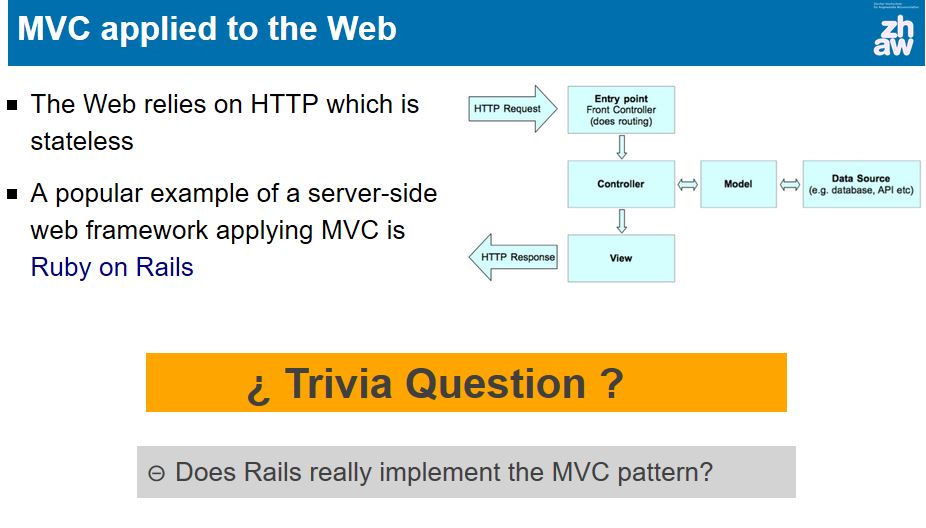 MVC applied to the Web
zh
aw
The Web relies on HTTP which is
stateless
A popular example of a server-side
web framework applying MVC is
Ruby on Rails
HTTP Request
Entry point
Front Controller
(does routing)
Controller
Model
Data Source
(e.g. database, API etc)
HTTP Response
View
¿ Trivia Question ?
⊝ Does Rails really implement the MVC pattern?